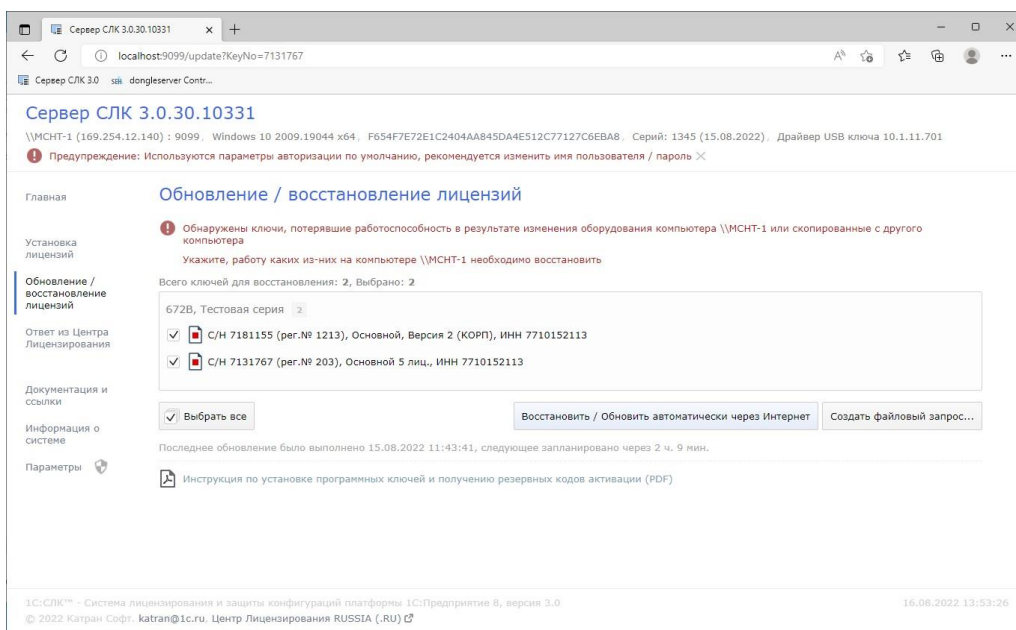 Сервер СЛК 3.0.30.10331
localhost:9099/update?KeyNo=7131767
Сервер СЛК 3.0
dongleserver Contr...
Сервер СЛК 3.0.30.10331
\\MCHT-1 (169.254.12.140) : 9099, Windows 10 2009.19044 x64, F654F7E72E1C2404AA845DA4E512C77127C6EBA8, Серий: 1345 (15.08.2022), Драйвер USB ключа 10.1.11.701
Предупреждение: Используются параметры авторизации по умолчанию, рекомендуется изменить имя пользователя / пароль
Главная
Установка
лицензий
Обновление /
восстановление
лицензий
Ответ из Центра
Лицензирования
Документация и
ссылки
Информация о
системе
Параметры
Обновление / восстановление лицензий
Обнаружены ключи, потерявшие работоспособность в результате изменения оборудования компьютера \\MCHT-1 или скопированные с другого
компьютера
Укажите, работу каких из-них на компьютере \\MCHT-1 необходимо восстановить
Всего ключей для восстановления: 2, Выбрано: 2
672B, Тестовая серия 2
С/Н 7181155 (рег.№ 1213), Основной, Версия 2 (КОРП), ИНН 7710152113
С/Н 7131767 (рег.№ 203), Основной 5 лиц., ИНН 7710152113
Выбрать все
Восстановить / Обновить автоматически через Интернет
Создать файловый запрос...
Последнее обновление было выполнено 15.08.2022 11:43:41, следующее запланировано через 2 ч. 9 мин.
Инструкция по установке программных ключей и получению резервных кодов активации (PDF)
1С:СЛК™ - Система лицензирования и защиты конфигураций платформы 1С:Предприятие 8, версия 3.0
16.08.2022 13:53:26
© 2022 Катран Софт. katran@1c.ru, Центр Лицензирования RUSSIA (.RU)